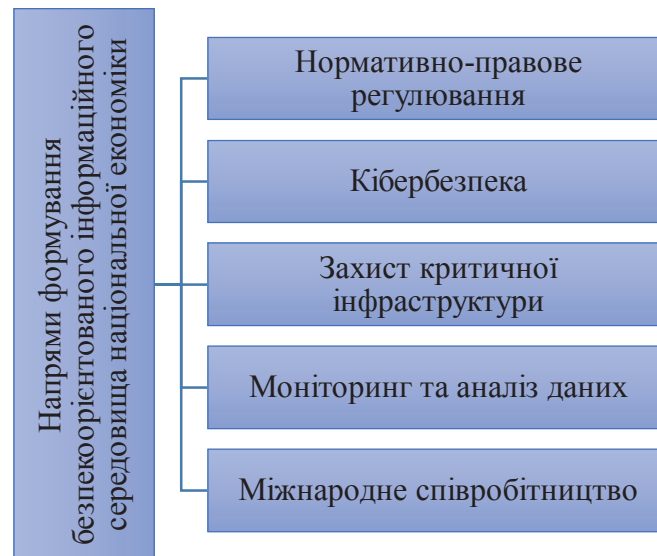 Напрями формування
безпекоорієнтованого інформаційного
середовища національної економіки
Нормативно-правове
регулювання
Кібербезпека
Захист критичної
інфраструктури
Моніторинг та аналіз даних
Міжнародне співробітництво